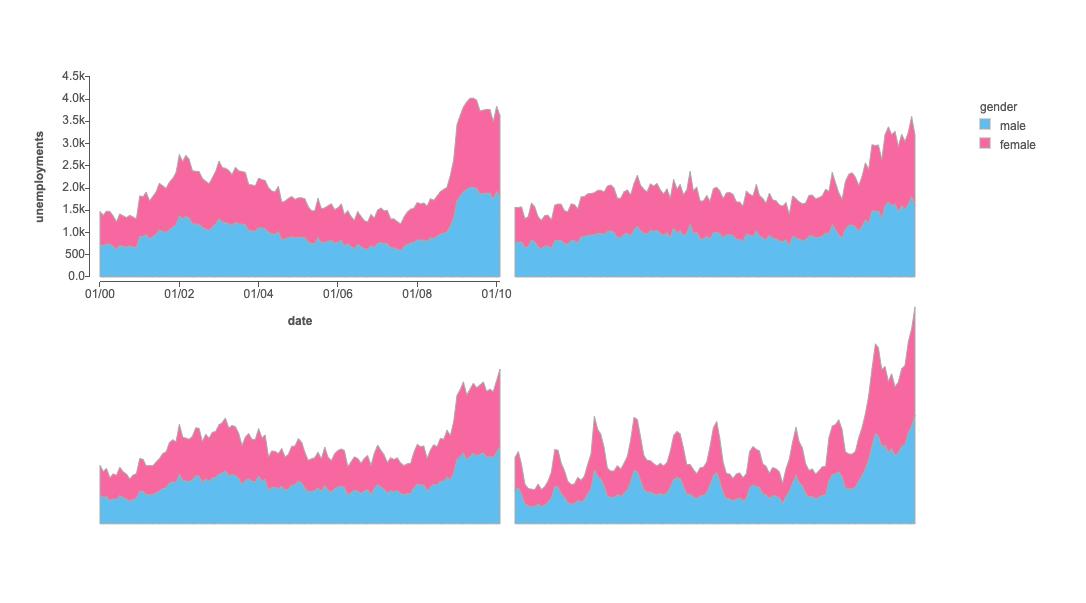 unemployments
4.5k
4.0k
3.5k
3.0k
2.5k
2.0k
1.5k
1.0k
500
0.0
01/00 01/02 01/04 01/06 01/08 01/10
date
gender
male
female